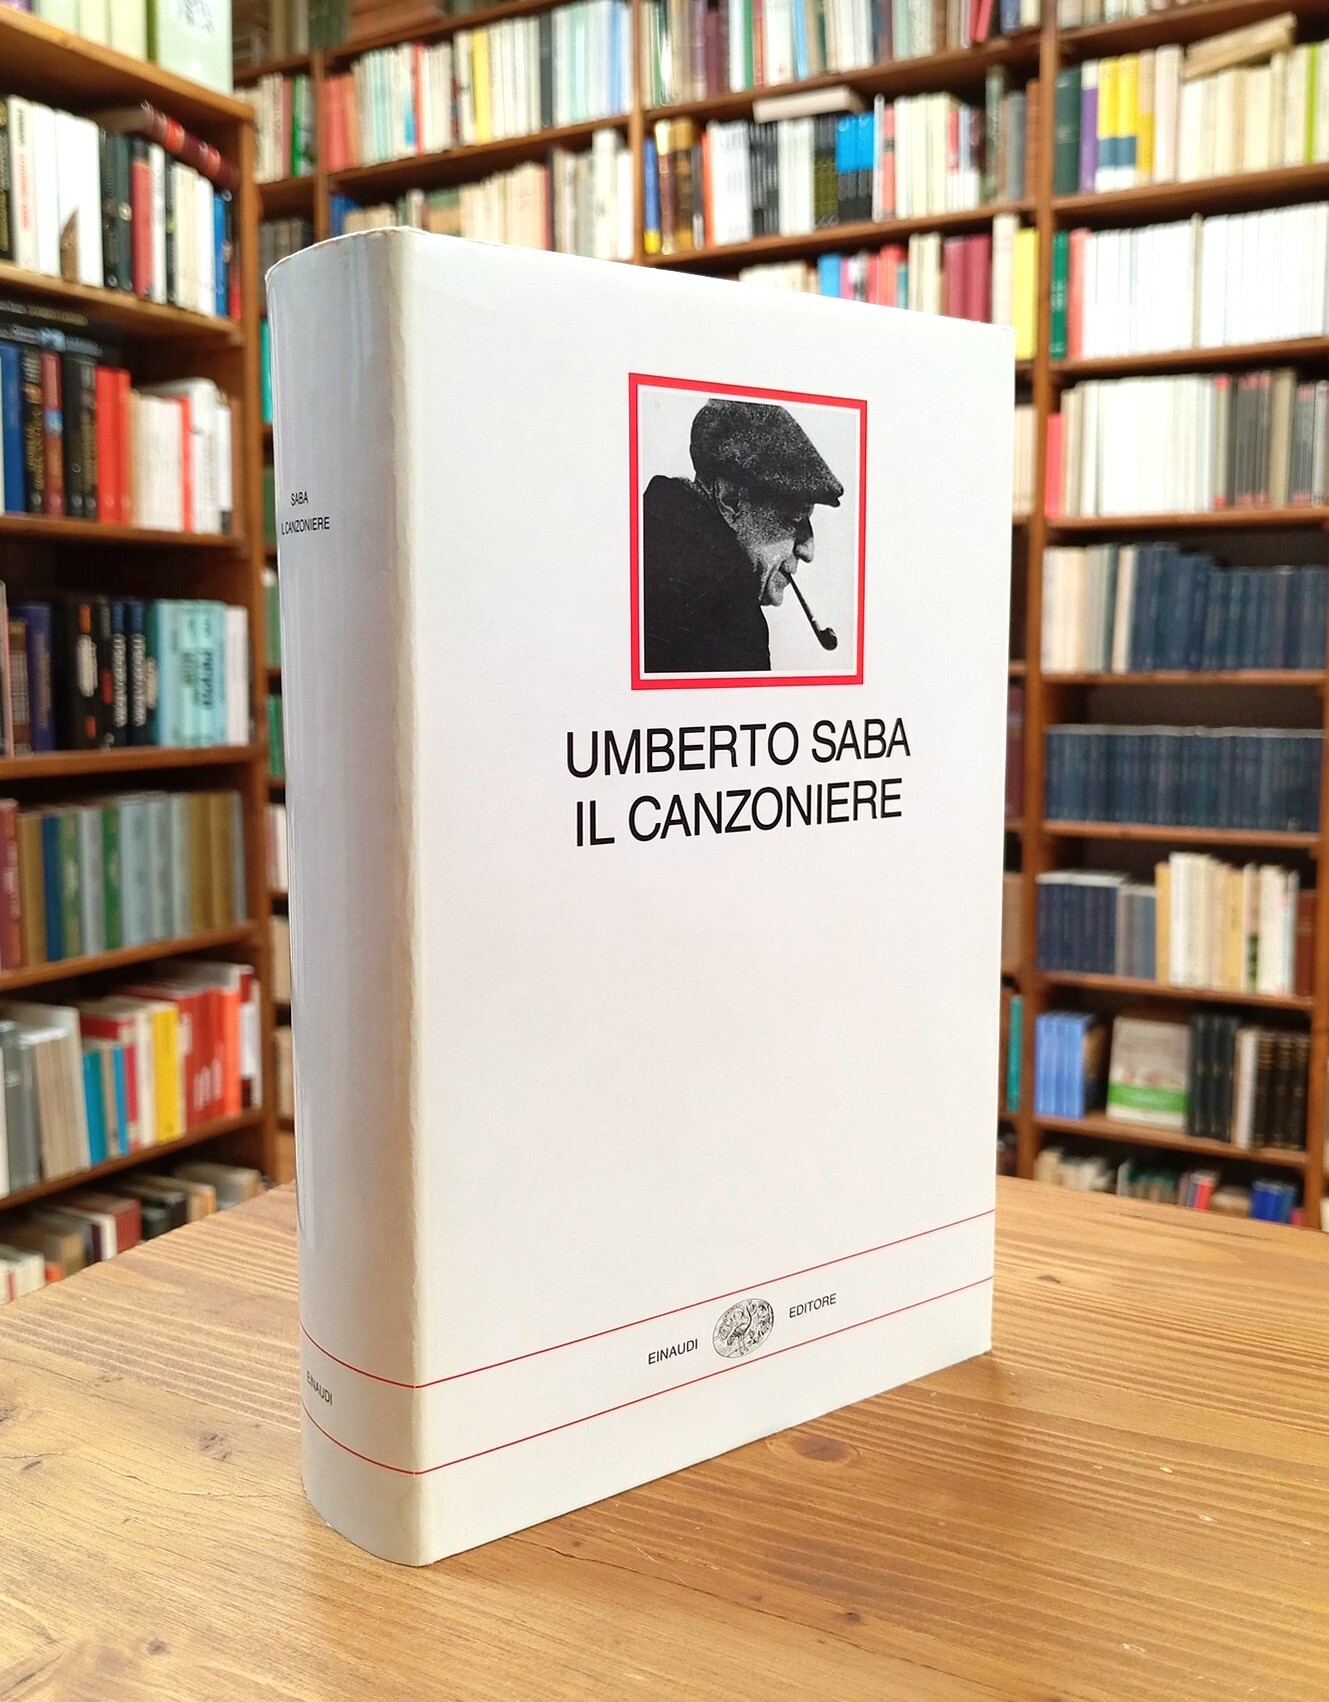 SABA
IL CANZONIERE
UMBERTO SABA
IL CANZONIERE
EINAUDI
EDITORE
EINAUDI